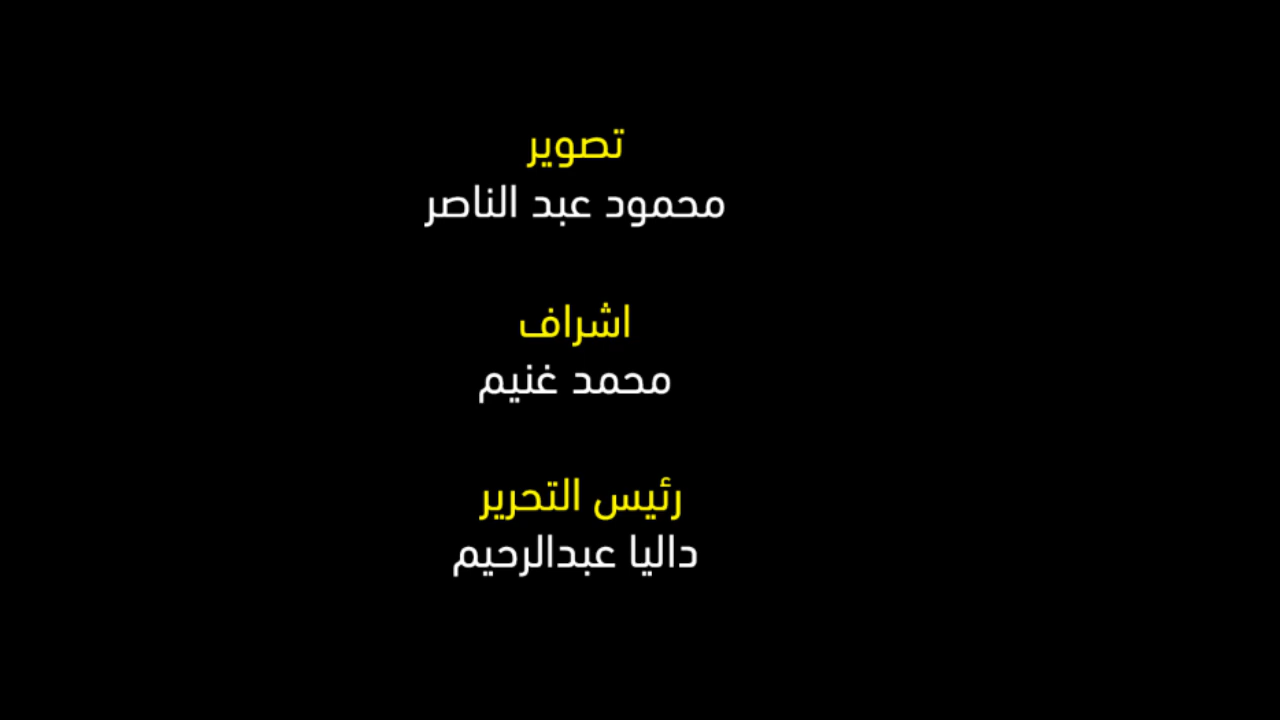 تصوير
محمود عبد الناصر
اشراف
محمد غنيم
رئيس التحرير
داليا عبدالرحيم